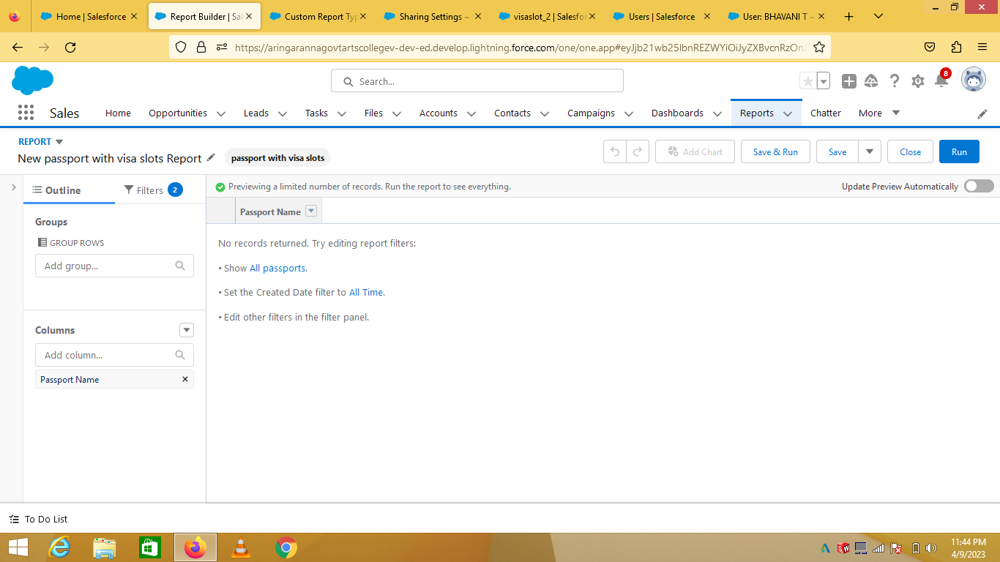 Home | Salesforce
Report Builder | Sal
Custom Report Typ
Sharing Settings ~
visaslot_2 | Salesfor
Users | Salesforce
User: BHAVANI T ~
https://aringarannagovtartscollegev-dev-ed.develop.lightning.force.com/one/one.app#eyJjb21wb25lbnREZWYiOiJyZXBvcnRzOnJ
Search...
8
Sales
Home
Opportunities
Leads
Tasks
Files
Accounts
Contacts
Campaigns
Dashboards
Reports
Chatter
More
REPORT
New passport with visa slots Report
passport with visa slots
Add Chart
Save & Run
Save
Close
Run
Outline
Filters
2
Previewing a limited number of records. Run the report to see everything.
Update Preview Automatically
Groups
GROUP ROWS
Add group...
Columns
Add column...
Passport Name
Passport Name
No records returned. Try editing report filters:
• Show All passports.
• Set the Created Date filter to All Time.
• Edit other filters in the filter panel.
To Do List
11:44 PM
4/9/2023